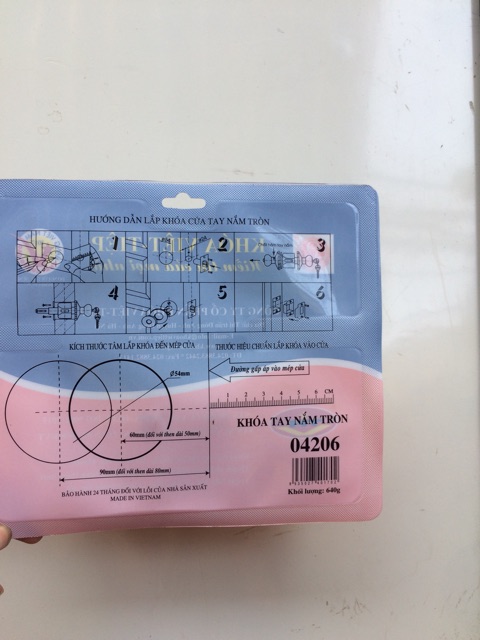 HƯỚNG DẪN LẮP KHÓA CỬA TAY NẮM TRÒN
KHÓA VIỆT TIỆP
1 2 3
4 5 6
KÍCH THƯỚC TÂM LẮP KHÓA ĐẾN MÉP CỬA
THƯỚC HIỆU CHUẨN LẮP KHÓA VÀO CỬA
Ø54mm
Đường gấp áp vào mép cửa
1 2 3 4 5 6 CM
60mm (đối với then dài 50mm)
90mm (đối với then dài 80mm)
KHÓA TAY NẮM TRÒN
04206
Khối lượng: 640g
BẢO HÀNH 24 THÁNG ĐỐI VỚI LỖI CỦA NHÀ SẢN XUẤT
MADE IN VIETNAM